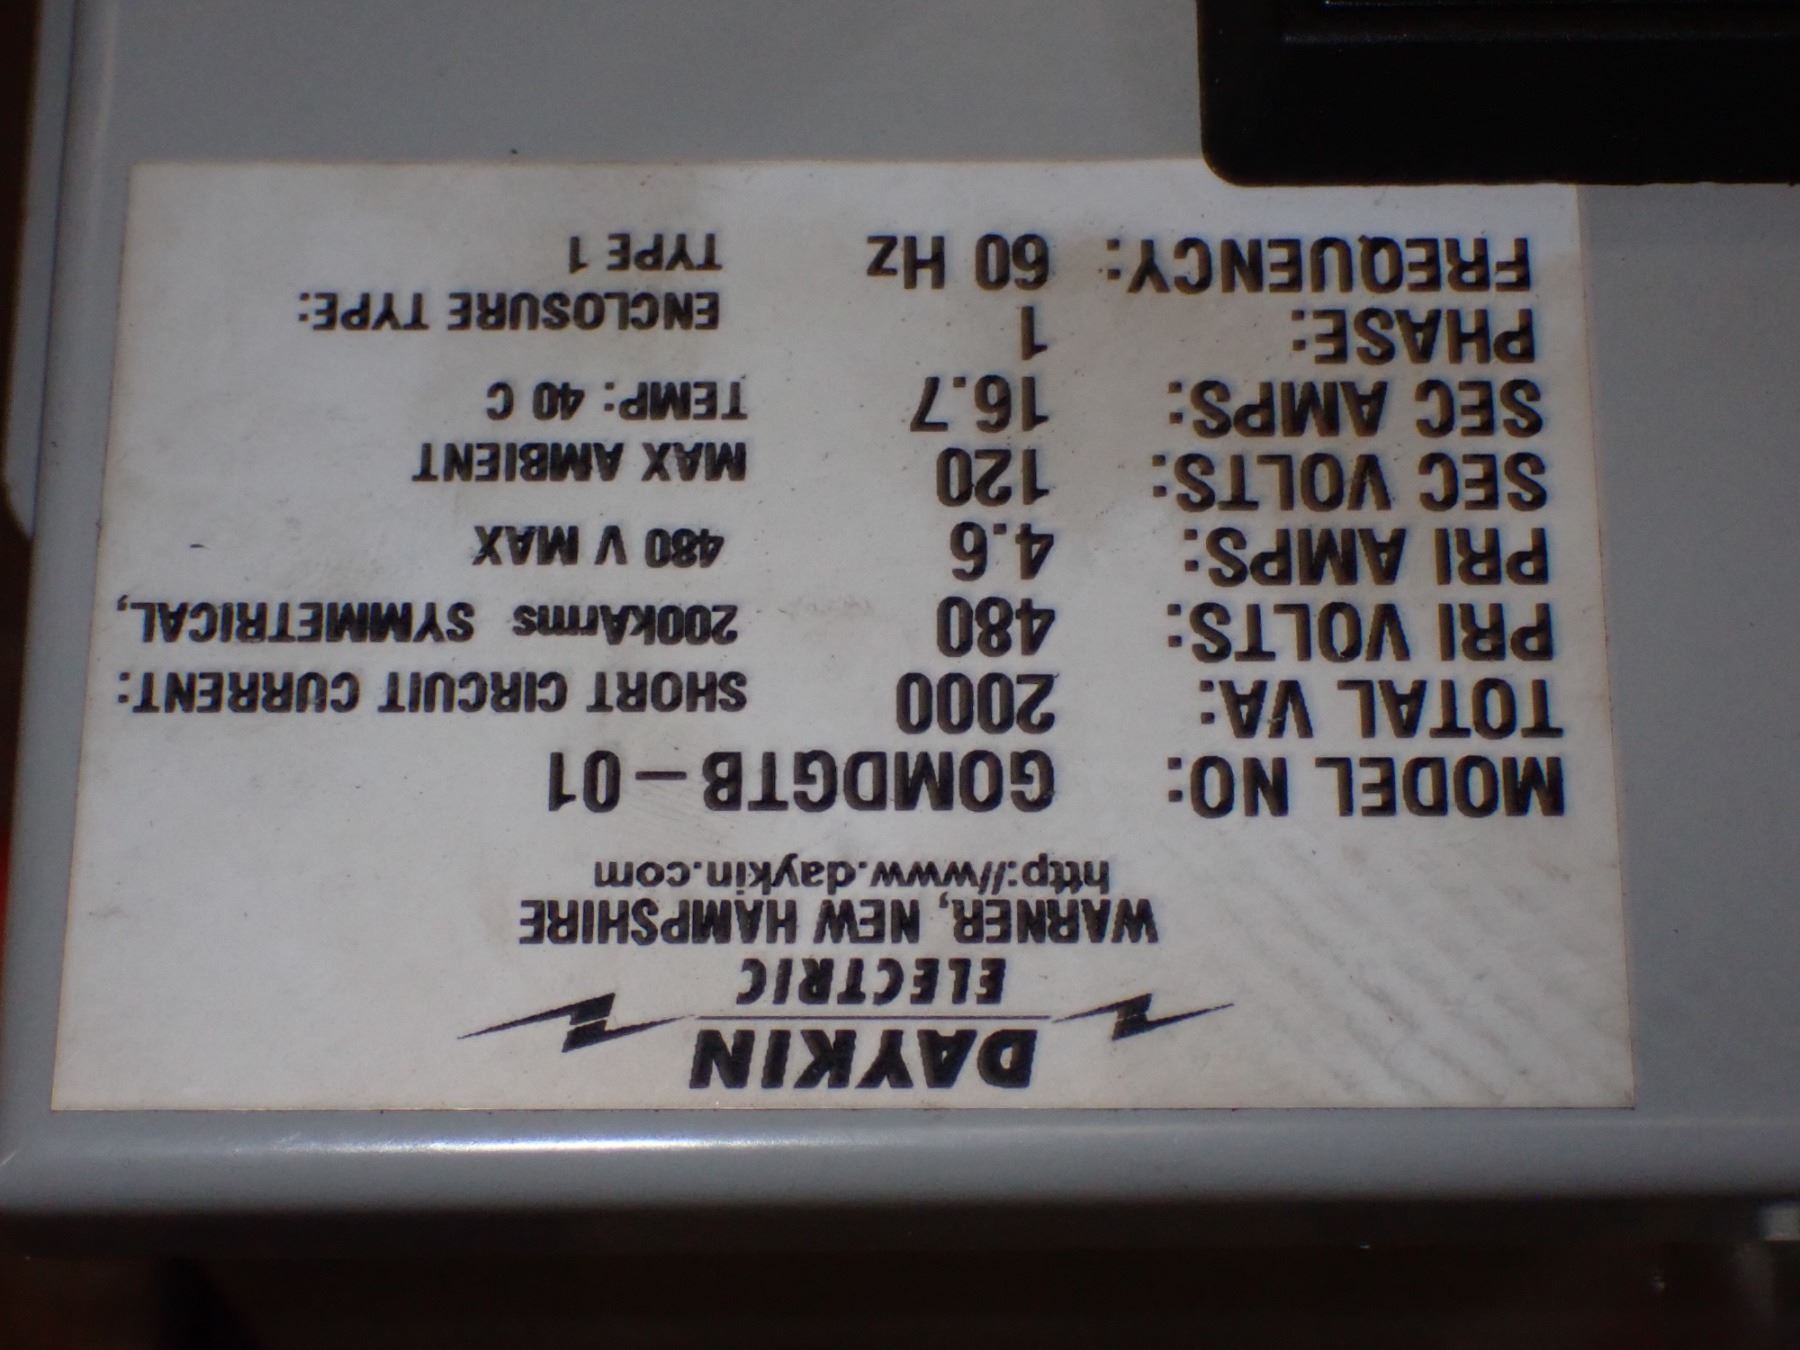 DAYKIN
ELECTRIC
WARNER, NEW HAMPSHIRE
http://www.daykin.com
MODEL NO: GOMDGTB-01
TOTAL VA: 2000
PRI VOLTS: 480
PRI AMPS: 4.6
SEC VOLTS: 120
SEC AMPS: 16.7
PHASE: 1
FREQUENCY: 60 Hz
SHORT CIRCUIT CURRENT:
200kArms SYMMETRICAL,
480 V MAX
MAX AMBIENT
TEMP: 40 C
ENCLOSURE TYPE:
TYPE 1